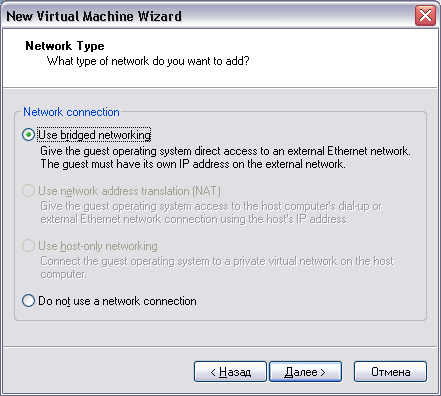 New Virtual Machine Wizard
Network Type
What type of network do you want to add?
Network connection
Use bridged networking
Give the guest operating system direct access to an external Ethernet network.
The guest must have its own IP address on the external network.
Use network address translation (NAT)
Give the guest operating system access to the host computer's dial-up or
external Ethernet network connection using the host's IP address.
Use host-only networking
Connect the guest operating system to a private virtual network on the host
computer.
Do not use a network connection
< Назад
Далее >
Отмена